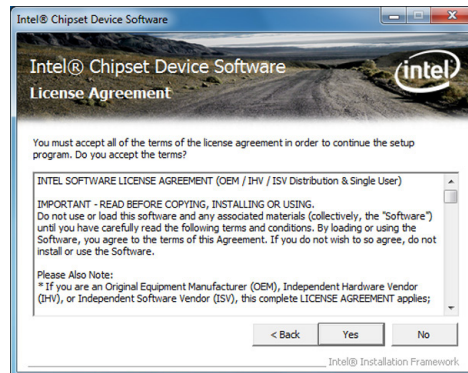 Intel® Chipset Device Software
Intel® Chipset Device Software
intel
License Agreement
You must accept all of the terms of the license agreement in order to continue the setup
program. Do you accept the terms?
INTEL SOFTWARE LICENSE AGREEMENT (OEM / IHV / ISV Distribution & Single User)
IMPORTANT - READ BEFORE COPYING, INSTALLING OR USING.
Do not use or load this software and any associated materials (collectively, the "Software")
until you have carefully read the following terms and conditions. By loading or using the
Software, you agree to the terms of this Agreement. If you do not wish to so agree, do not
install or use the Software.
Please Also Note:
* If you are an Original Equipment Manufacturer (OEM), Independent Hardware Vendor
(IHV), or Independent Software Vendor (ISV), this complete LICENSE AGREEMENT applies;
< Back Yes No
Intel® Installation Framework